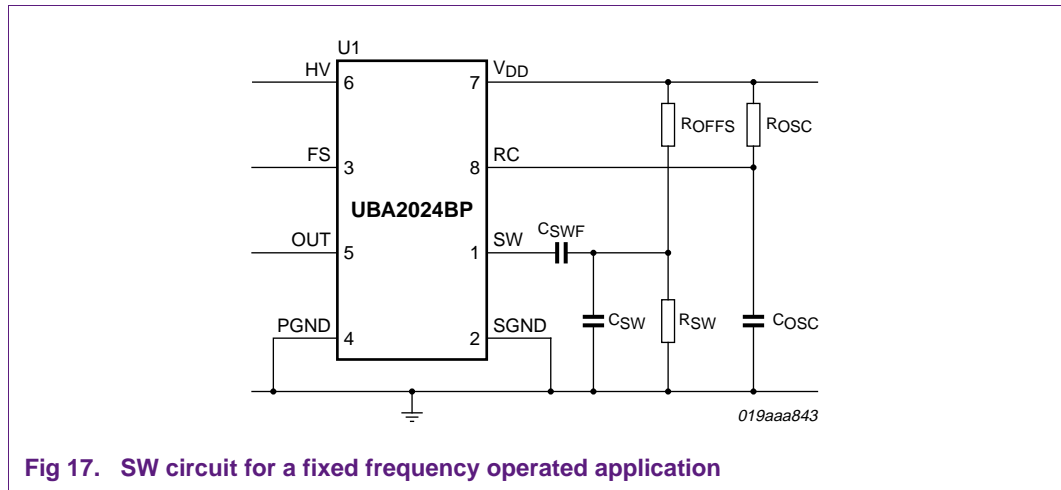 U1
HV 6 7 VDD
ROFFS ROSC
FS 3 8 RC
UBA2024BP
OUT 5 1 SW CSWF
CSW RSW COSC
PGND 4 2 SGND
019aaa843
Fig 17. SW circuit for a fixed frequency operated application